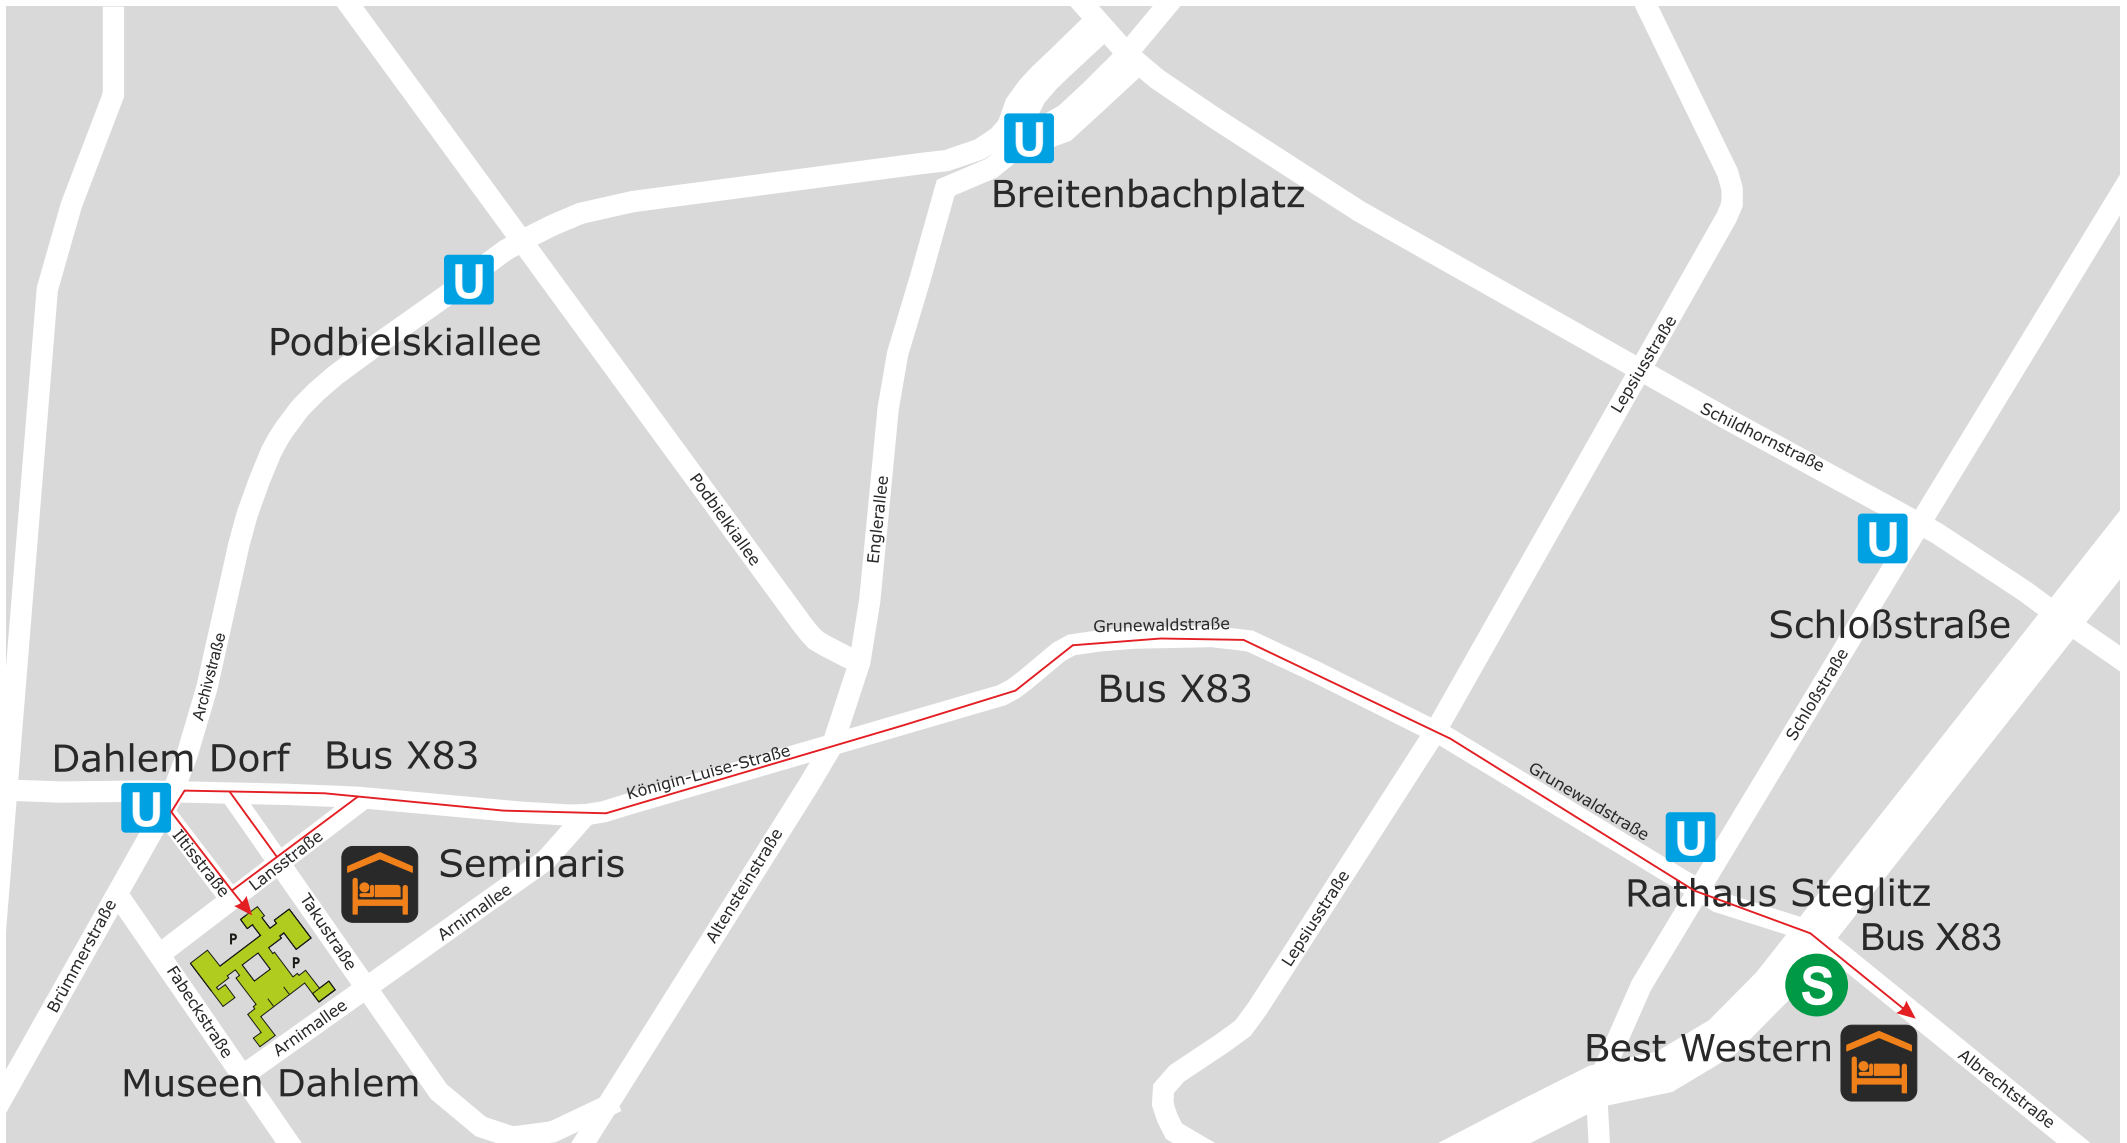 U
Breitenbachplatz
U
Podbielskiallee
Lepsiusstraße
Schildhornstraße
Podbielkiallee
Englerallee
U
Schloßstraße
Grunewaldstraße
Bus X83
Archivstraße
Schloßstraße
Dahlem Dorf
Bus X83
Königin-Luise-Straße
U
Iltisstraße
Lansstraße
Seminaris
Grunewaldstraße
U
Rathaus Steglitz
Bus X83
Altensteinstraße
Arnimallee
Takustraße
Lepsiusstraße
Brümmerstraße
P
P
Fabeckstraße
Arnimallee
S
Best Western
Museen Dahlem
Albrechtstraße